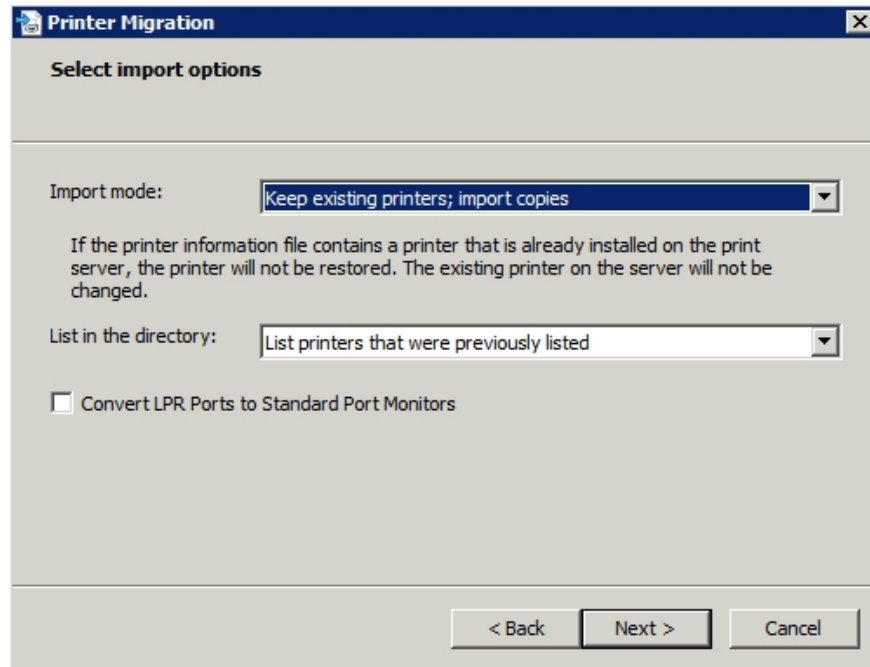 Printer Migration
Select import options
Import mode:
Keep existing printers; import copies
If the printer information file contains a printer that is already installed on the print
server, the printer will not be restored. The existing printer on the server will not be
changed.
List in the directory:
List printers that were previously listed
Convert LPR Ports to Standard Port Monitors
< Back
Next >
Cancel